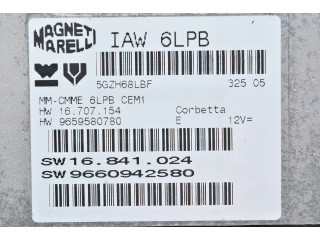 MAGNETI MARELLI
IAW 6LPB
5GZH68LBF 325 05
MM-CMME 6LPB CEM1
HW 16.707.154 Corbetta
HW 9659580780 E 12V=
SW16.841.024
SW9660942580